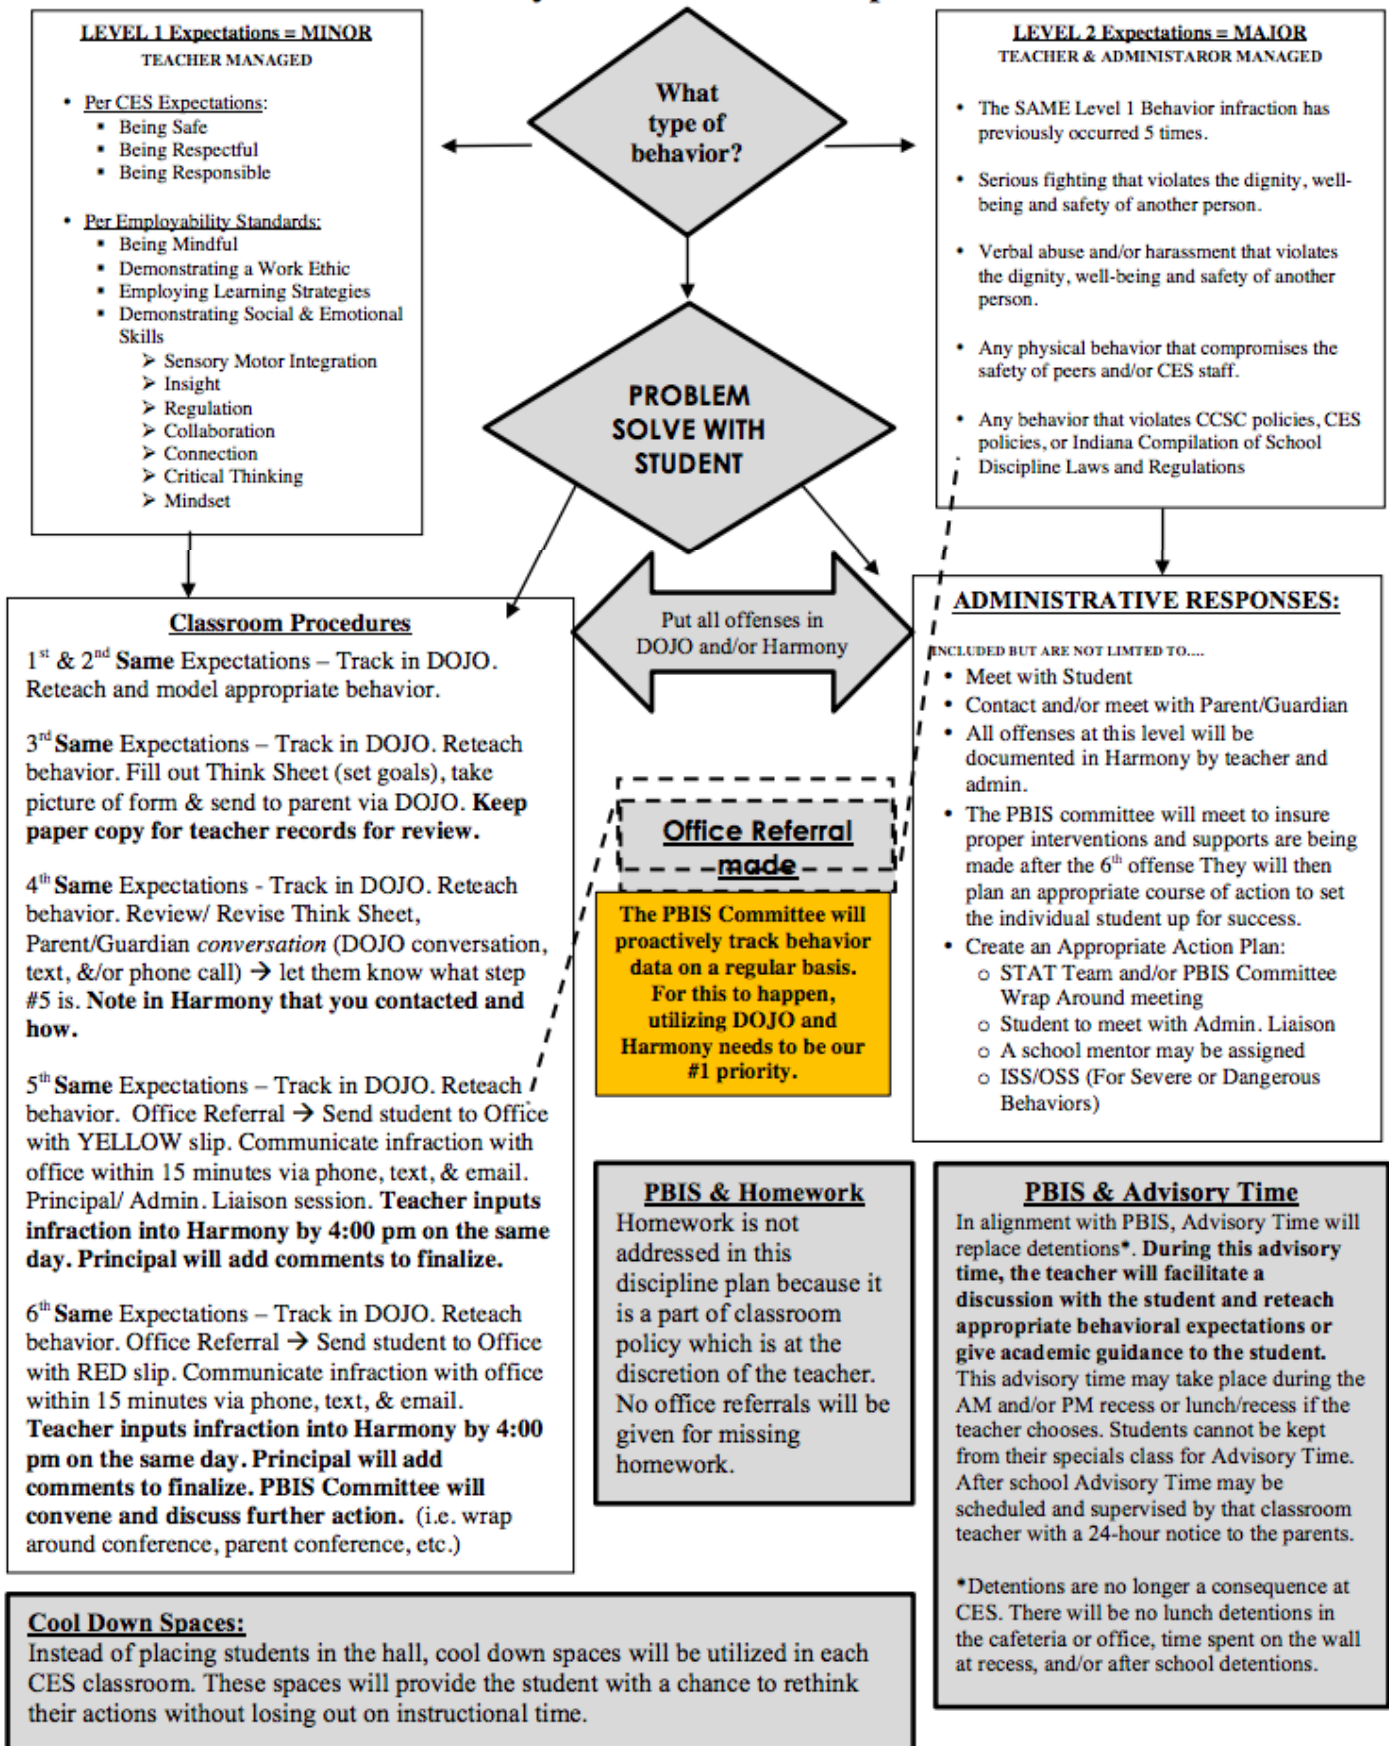 LEVEL 1 Expectations = MINOR
TEACHER MANAGED
• Per CES Expectations:
▪ Being Safe
▪ Being Respectful
▪ Being Responsible
• Per Employability Standards:
▪ Being Mindful
▪ Demonstrating a Work Ethic
▪ Employing Learning Strategies
▪ Demonstrating Social & Emotional
Skills
➢ Sensory Motor Integration
➢ Insight
➢ Regulation
➢ Collaboration
➢ Connection
➢ Critical Thinking
➢ Mindset
What
type of
behavior?
LEVEL 2 Expectations = MAJOR
TEACHER & ADMINISTAROR MANAGED
• The SAME Level 1 Behavior infraction has
previously occurred 5 times.
• Serious fighting that violates the dignity, well-
being and safety of another person.
• Verbal abuse and/or harassment that violates
the dignity, well-being and safety of another
person.
• Any physical behavior that compromises the
safety of peers and/or CES staff.
• Any behavior that violates CCSC policies, CES
policies, or Indiana Compilation of School
Discipline Laws and Regulations
PROBLEM
SOLVE WITH
STUDENT
Put all offenses in
DOJO and/or Harmony
Classroom Procedures
1st & 2nd Same Expectations – Track in DOJO.
Reteach and model appropriate behavior.
3rd Same Expectations – Track in DOJO. Reteach
behavior. Fill out Think Sheet (set goals), take
picture of form & send to parent via DOJO. Keep
paper copy for teacher records for review.
4th Same Expectations - Track in DOJO. Reteach
behavior. Review/ Revise Think Sheet,
Parent/Guardian conversation (DOJO conversation,
text, &/or phone call) → let them know what step
#5 is. Note in Harmony that you contacted and
how.
5th Same Expectations – Track in DOJO. Reteach
behavior. Office Referral → Send student to Office
with YELLOW slip. Communicate infraction with
office within 15 minutes via phone, text, & email.
Principal/ Admin. Liaison session. Teacher inputs
infraction into Harmony by 4:00 pm on the same
day. Principal will add comments to finalize.
6th Same Expectations – Track in DOJO. Reteach
behavior. Office Referral → Send student to Office
with RED slip. Communicate infraction with office
within 15 minutes via phone, text, & email.
Teacher inputs infraction into Harmony by 4:00
pm on the same day. Principal will add
comments to finalize. PBIS Committee will
convene and discuss further action. (i.e. wrap
around conference, parent conference, etc.)
Office Referral
made
The PBIS Committee will
proactively track behavior
data on a regular basis.
For this to happen,
utilizing DOJO and
Harmony needs to be our
#1 priority.
ADMINISTRATIVE RESPONSES:
INCLUDED BUT ARE NOT LIMTED TO....
• Meet with Student
• Contact and/or meet with Parent/Guardian
• All offenses at this level will be
documented in Harmony by teacher and
admin.
• The PBIS committee will meet to insure
proper interventions and supports are being
made after the 6th offense They will then
plan an appropriate course of action to set
the individual student up for success.
• Create an Appropriate Action Plan:
o STAT Team and/or PBIS Committee
Wrap Around meeting
o Student to meet with Admin. Liaison
o A school mentor may be assigned
o ISS/OSS (For Severe or Dangerous
Behaviors)
PBIS & Homework
Homework is not
addressed in this
discipline plan because it
is a part of classroom
policy which is at the
discretion of the teacher.
No office referrals will be
given for missing
homework.
PBIS & Advisory Time
In alignment with PBIS, Advisory Time will
replace detentions*. During this advisory
time, the teacher will facilitate a
discussion with the student and reteach
appropriate behavioral expectations or
give academic guidance to the student.
This advisory time may take place during the
AM and/or PM recess or lunch/recess if the
teacher chooses. Students cannot be kept
from their specials class for Advisory Time.
After school Advisory Time may be
scheduled and supervised by that classroom
teacher with a 24-hour notice to the parents.
*Detentions are no longer a consequence at
CES. There will be no lunch detentions in
the cafeteria or office, time spent on the wall
at recess, and/or after school detentions.
Cool Down Spaces:
Instead of placing students in the hall, cool down spaces will be utilized in each
CES classroom. These spaces will provide the student with a chance to rethink
their actions without losing out on instructional time.